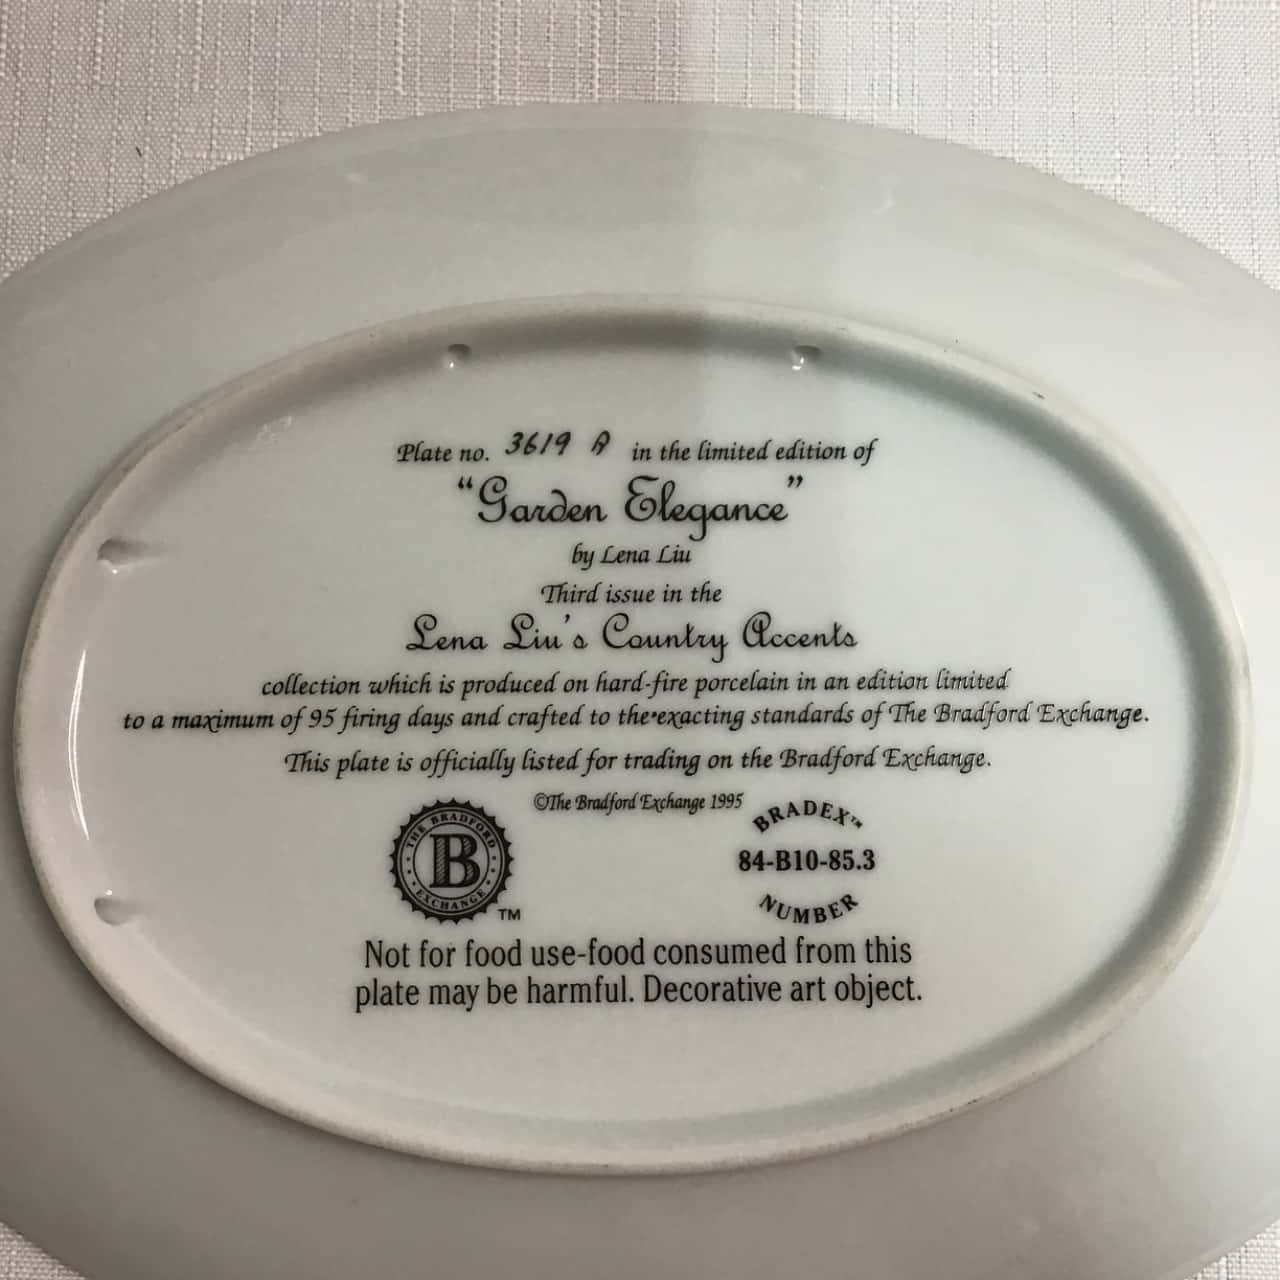 Plate no. 3619 A in the limited edition of
“Garden Elegance”
by Lena Liu
Third issue in the
Lena Liu's Country Accents
collection which is produced on hard-fire porcelain in an edition limited
to a maximum of 95 firing days and crafted to the exacting standards of The Bradford Exchange.
This plate is officially listed for trading on the Bradford Exchange.
©The Bradford Exchange 1995
THE BRADFORD
B
EXCHANGE
TM
BRADEX™
84-B10-85.3
NUMBER
Not for food use-food consumed from this
plate may be harmful. Decorative art object.